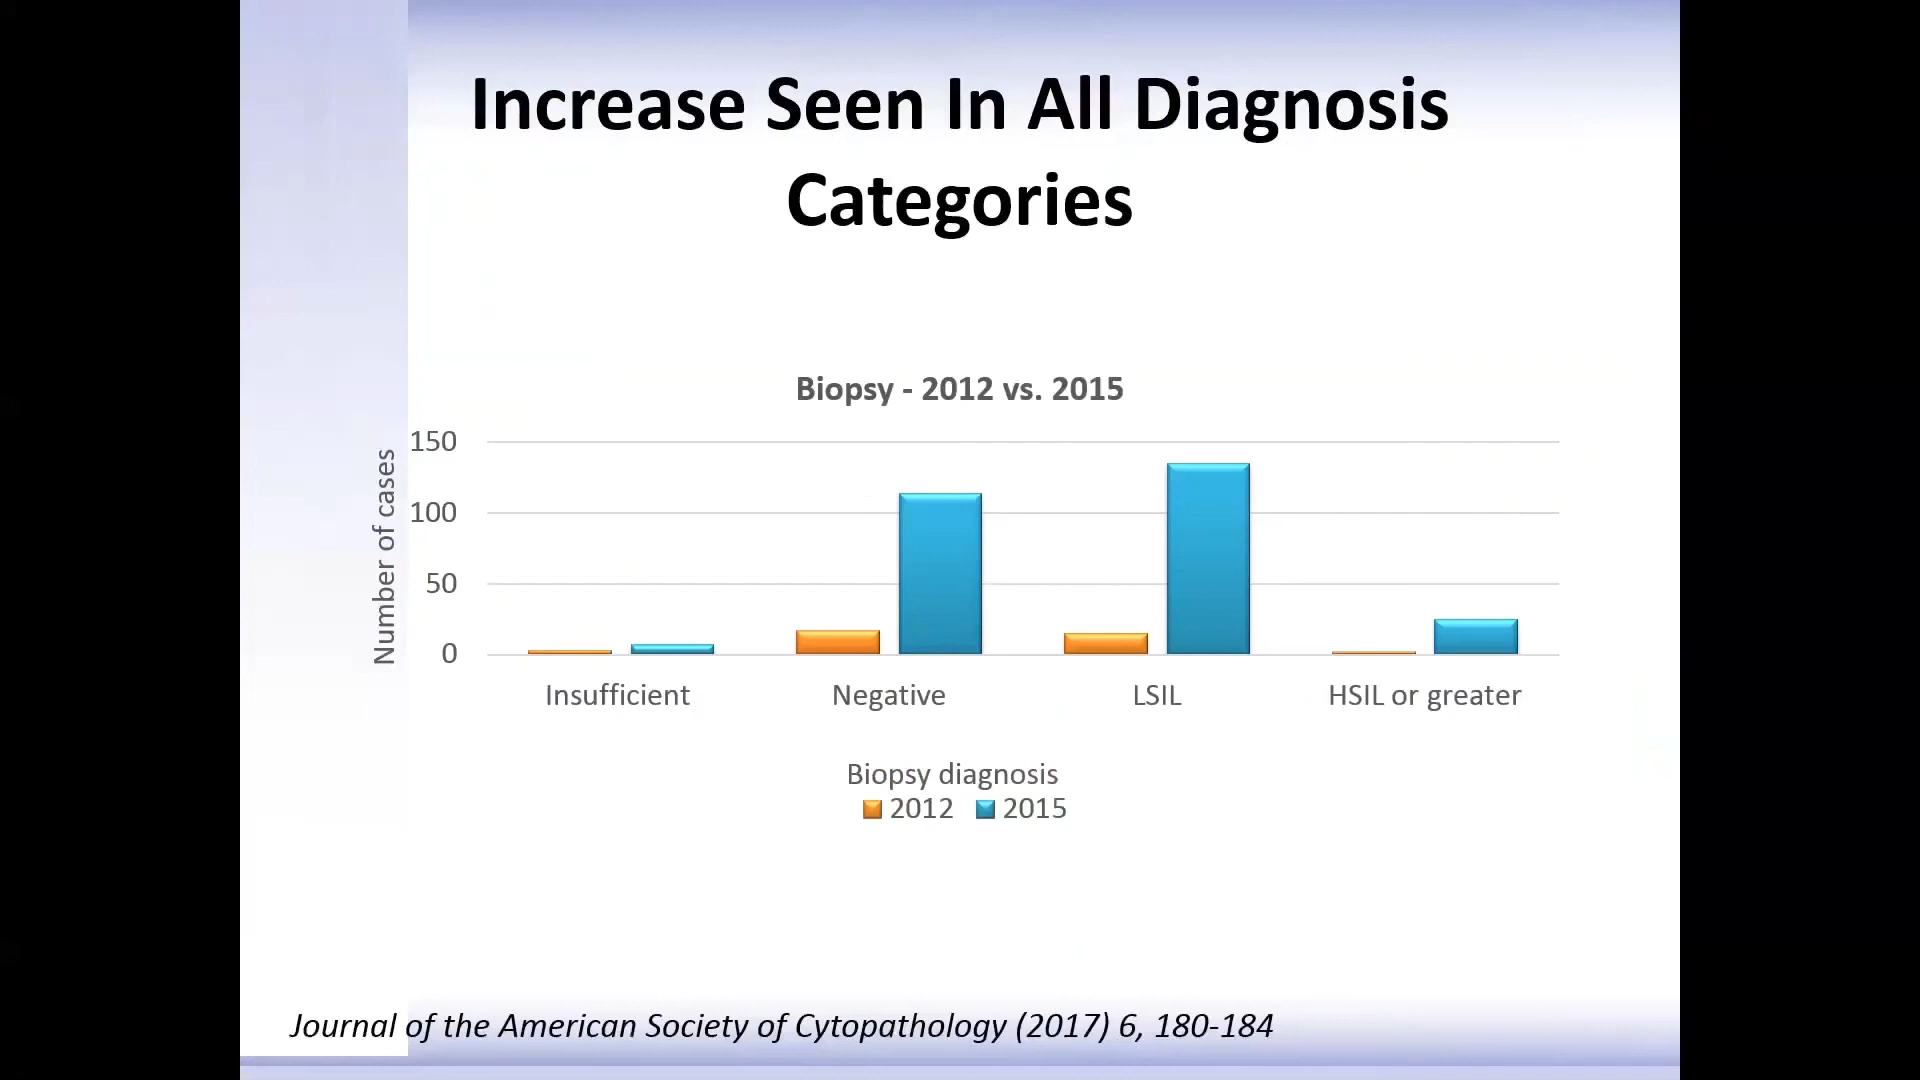 Increase Seen In All Diagnosis
Categories
Biopsy - 2012 vs. 2015
Number of cases
150
100
50
0
Insufficient
Negative
LSIL
HSIL or greater
Biopsy diagnosis
2012
2015
Journal of the American Society of Cytopathology (2017) 6, 180-184